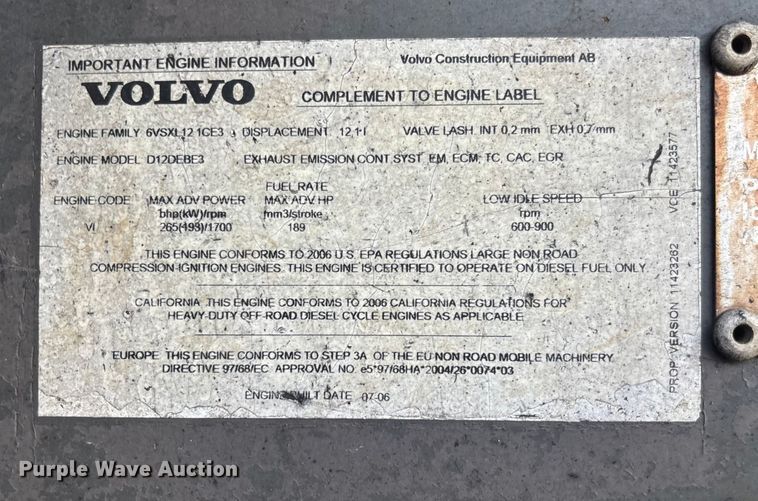 IMPORTANT ENGINE INFORMATION
Volvo Construction Equipment AB
VOLVO
COMPLEMENT TO ENGINE LABEL
ENGINE FAMILY 6VSXL12.1CE3 DISPLACEMENT 12,1 l VALVE LASH INT 0,2 mm EXH 0,7 mm
ENGINE MODEL D12DEBE3 EXHAUST EMISSION CONT SYST EM, ECM, TC, CAC, EGR
ENGINE CODE MAX ADV POWER FUEL RATE MAX ADV HP LOW IDLE SPEED
bhp(kW)/rpm mm3/stroke rpm
VI 265(198)/1700 189 600-900
THIS ENGINE CONFORMS TO 2006 U.S. EPA REGULATIONS LARGE NON ROAD
COMPRESSION-IGNITION ENGINES. THIS ENGINE IS CERTIFIED TO OPERATE ON DIESEL FUEL ONLY
CALIFORNIA THIS ENGINE CONFORMS TO 2006 CALIFORNIA REGULATIONS FOR
HEAVY-DUTY OFF-ROAD DIESEL CYCLE ENGINES AS APPLICABLE
EUROPE THIS ENGINE CONFORMS TO STEP 3A OF THE EU NON ROAD MOBILE MACHINERY
DIRECTIVE 97/68/EC APPROVAL NO. e5*97/68HA*2004/26*0074*03
ENGINE BUILT DATE 07-06
PROP VERSION 11423262 VCE 11423577
Purple Wave Auction